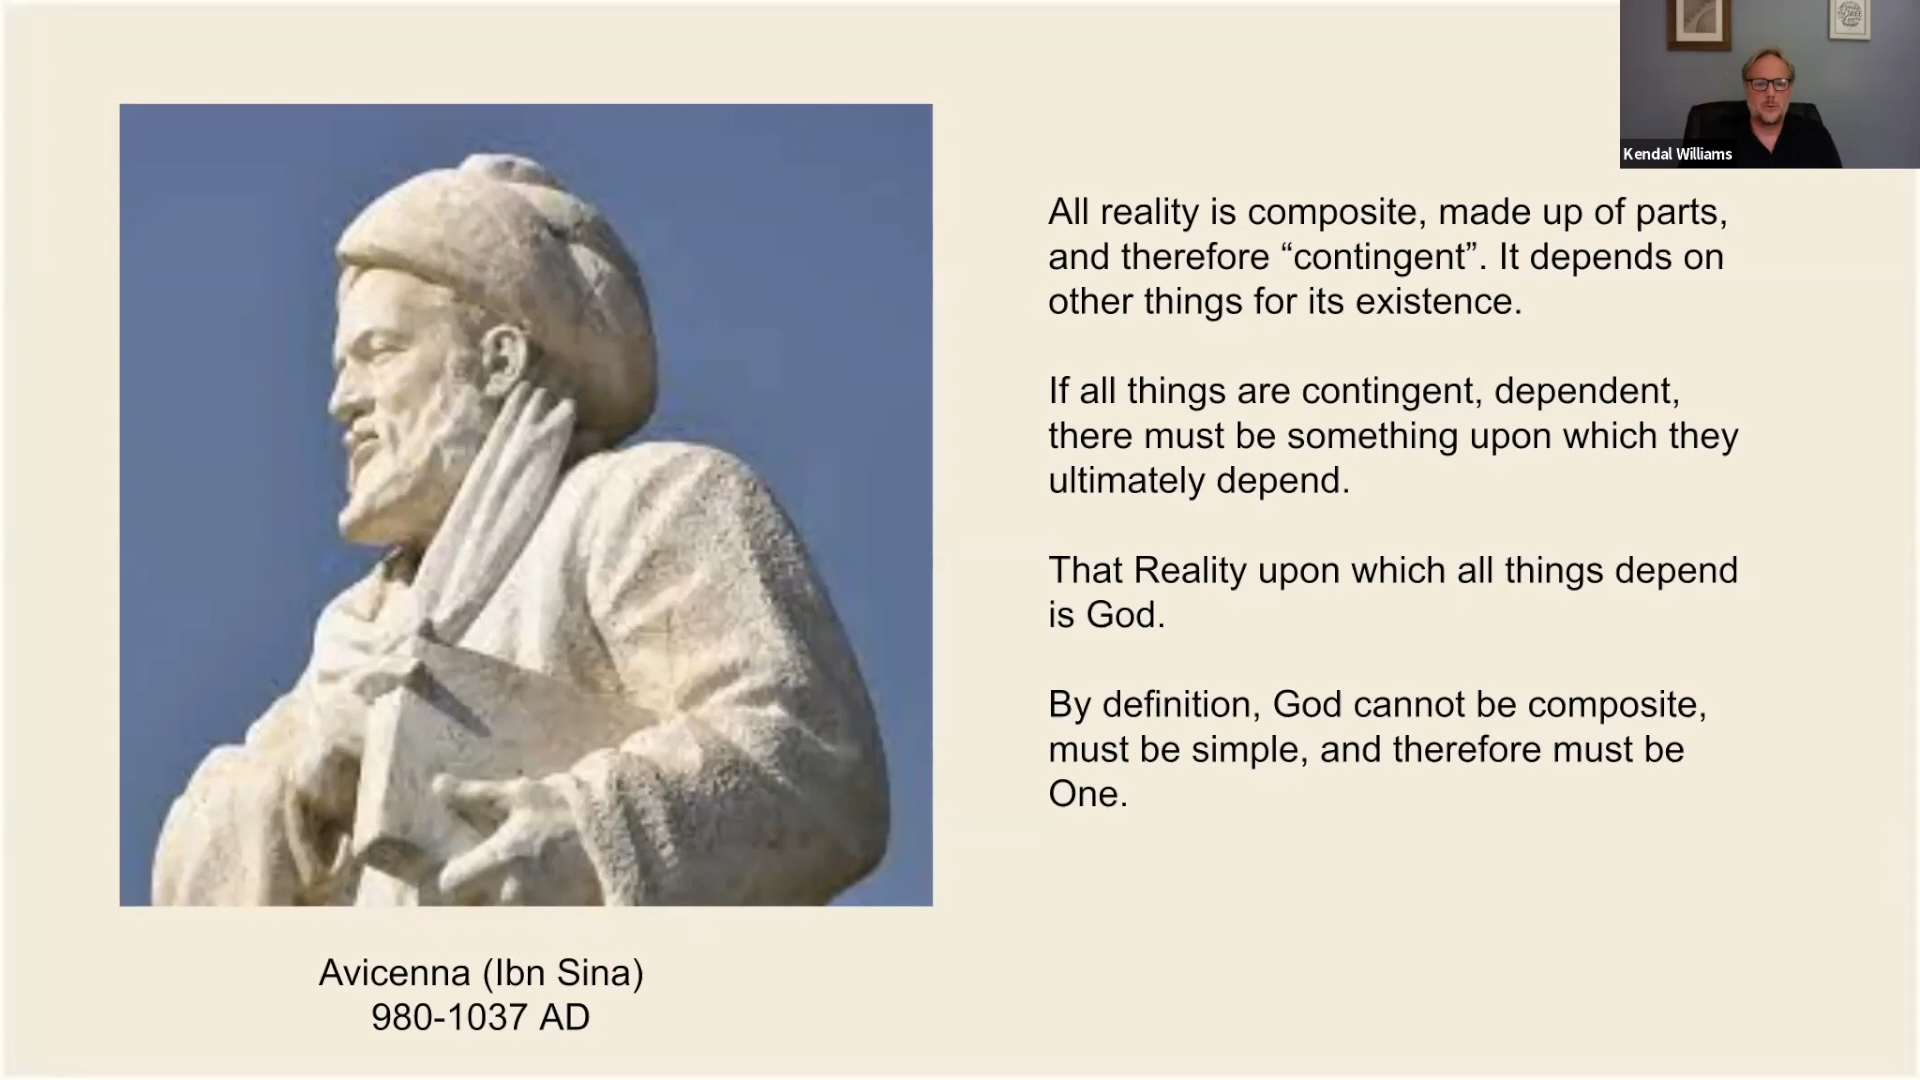 Kendal Williams
All reality is composite, made up of parts,
and therefore “contingent”. It depends on
other things for its existence.
If all things are contingent, dependent,
there must be something upon which they
ultimately depend.
That Reality upon which all things depend
is God.
By definition, God cannot be composite,
must be simple, and therefore must be
One.
Avicenna (Ibn Sina)
980-1037 AD